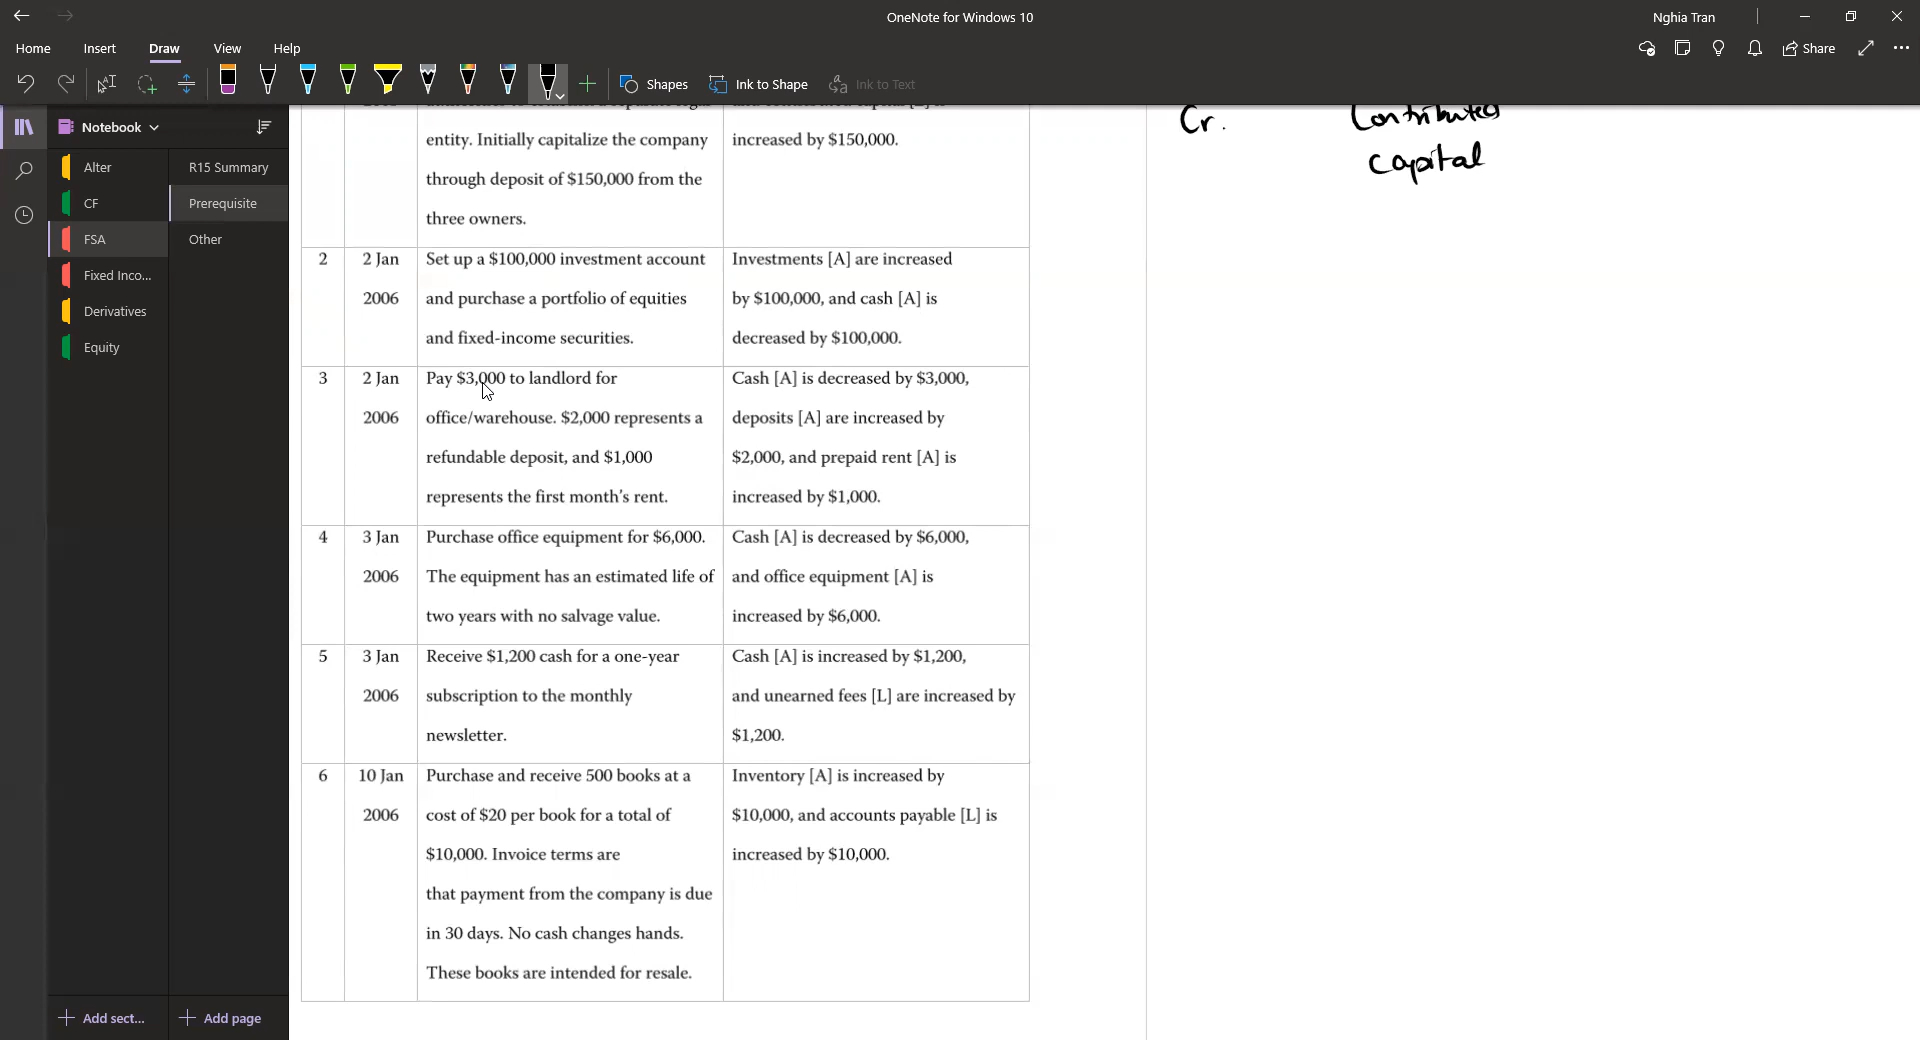 OneNote for Windows 10
Nghia Tran
Home Insert Draw View Help
Share
Shapes
Ink to Shape
Ink to Text
Notebook
Alter
CF
FSA
Fixed Inco...
Derivatives
Equity
R15 Summary
Prerequisite
Other
Add sect...
Add page
entity. Initially capitalize the company
through deposit of $150,000 from the
three owners.
increased by $150,000.
2
2 Jan
2006
Set up a $100,000 investment account
and purchase a portfolio of equities
and fixed-income securities.
Investments [A] are increased
by $100,000, and cash [A] is
decreased by $100,000.
3
2 Jan
2006
Pay $3,000 to landlord for
office/warehouse. $2,000 represents a
refundable deposit, and $1,000
represents the first month's rent.
Cash [A] is decreased by $3,000,
deposits [A] are increased by
$2,000, and prepaid rent [A] is
increased by $1,000.
4
3 Jan
2006
Purchase office equipment for $6,000.
The equipment has an estimated life of
two years with no salvage value.
Cash [A] is decreased by $6,000,
and office equipment [A] is
increased by $6,000.
5
3 Jan
2006
Receive $1,200 cash for a one-year
subscription to the monthly
newsletter.
Cash [A] is increased by $1,200,
and unearned fees [L] are increased by
$1,200.
6
10 Jan
2006
Purchase and receive 500 books at a
cost of $20 per book for a total of
$10,000. Invoice terms are
that payment from the company is due
in 30 days. No cash changes hands.
These books are intended for resale.
Inventory [A] is increased by
$10,000, and accounts payable [L] is
increased by $10,000.
Cr. Contributed
capital